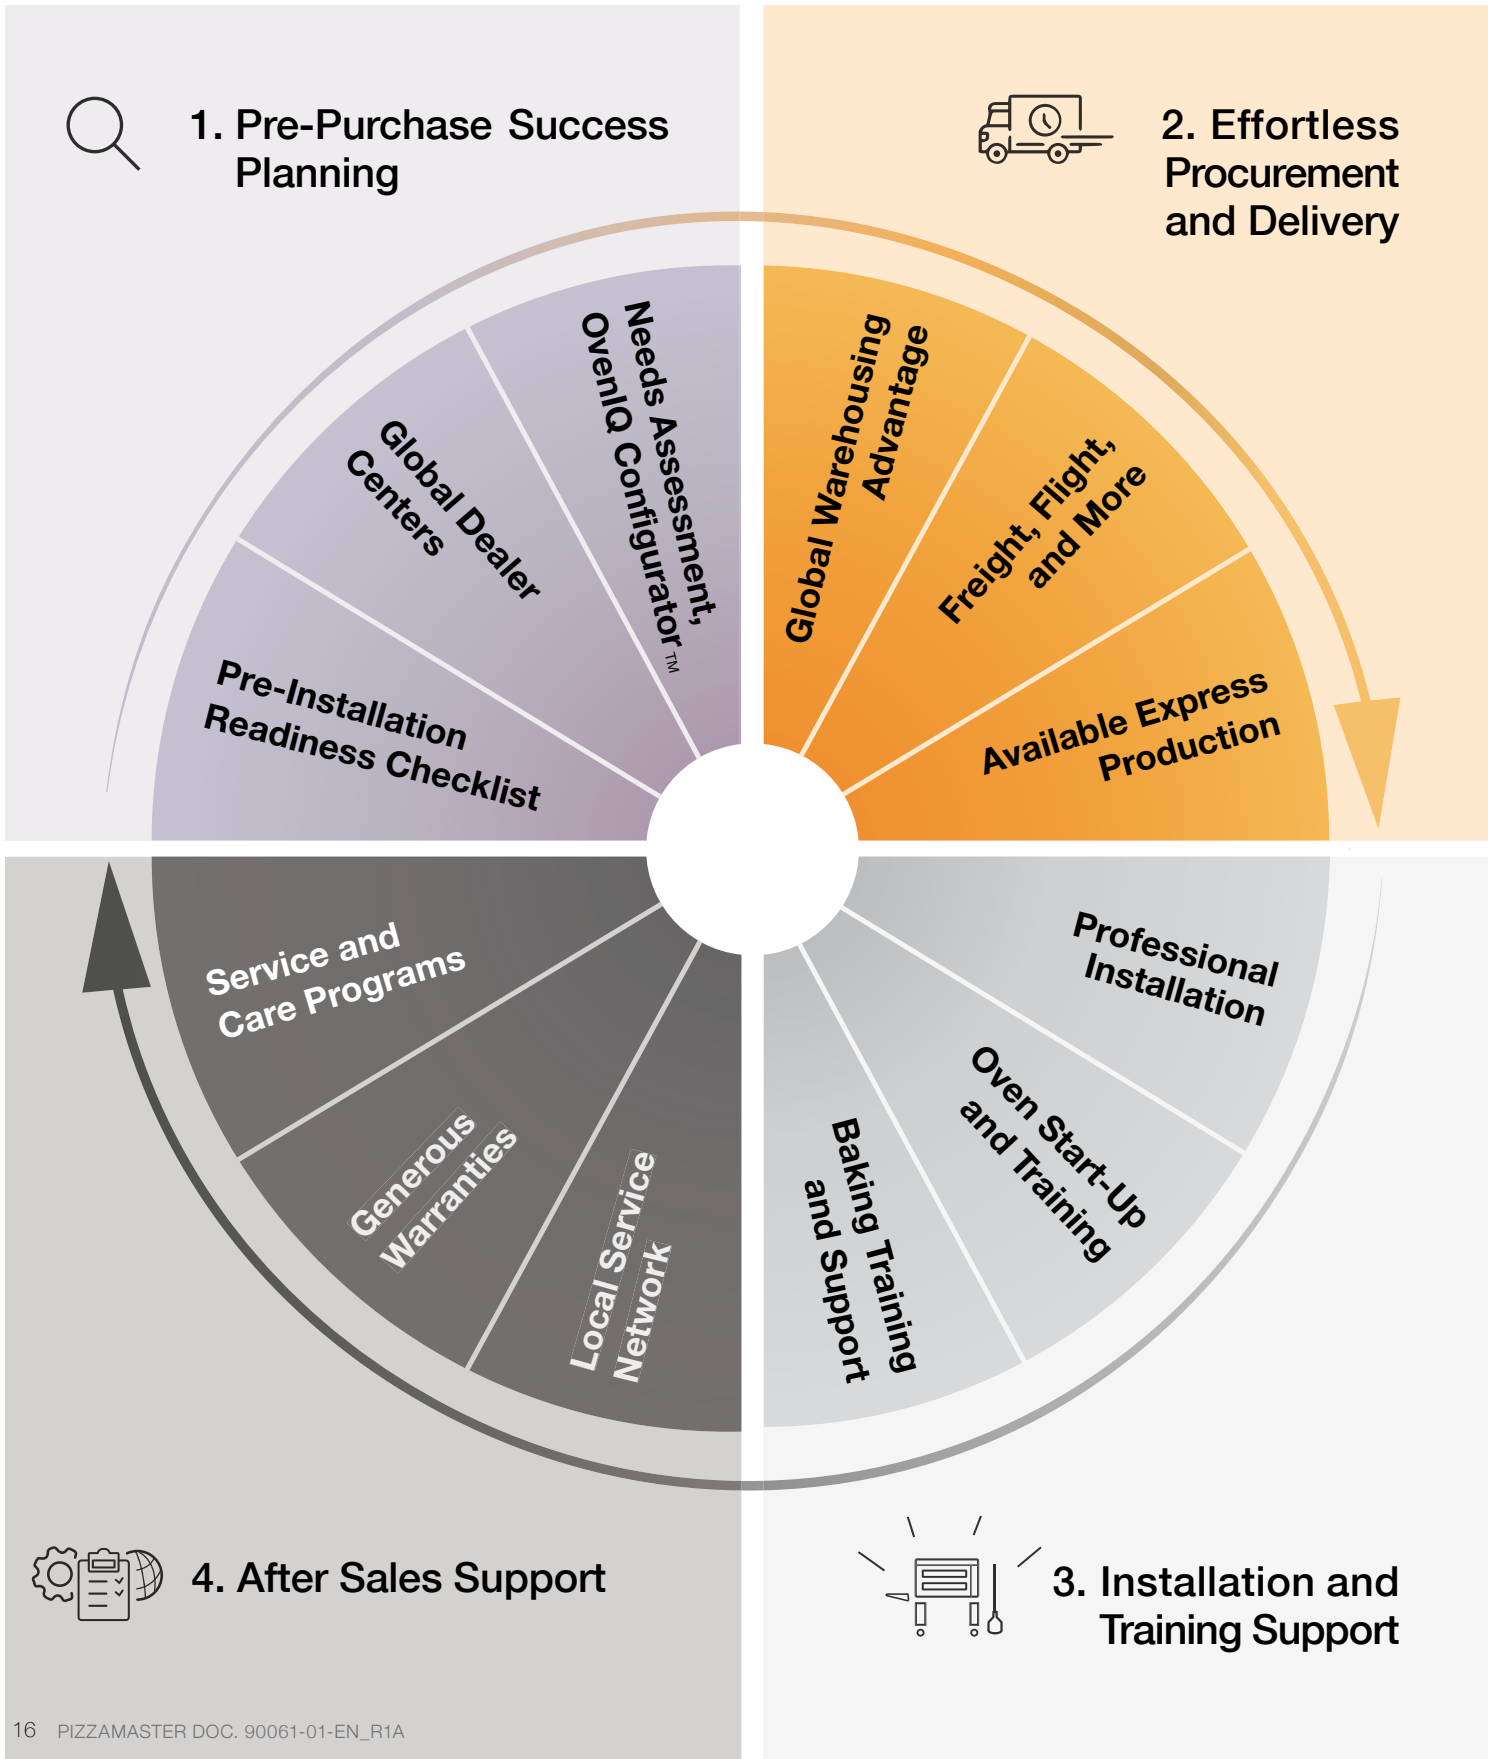 1. Pre-Purchase Success
Planning
Needs Assessment,
OvenIQ Configurator™
Global Dealer
Centers
Pre-Installation
Readiness Checklist
2. Effortless
Procurement
and Delivery
Global Warehousing
Advantage
Freight, Flight,
and More
Available Express
Production
Professional
Installation
Oven Start-Up
and Training
Baking Training
and Support
3. Installation and
Training Support
Service and
Care Programs
Generous
Warranties
Local Service
Network
4. After Sales Support
16 PIZZAMASTER DOC. 90061-01-EN_R1A